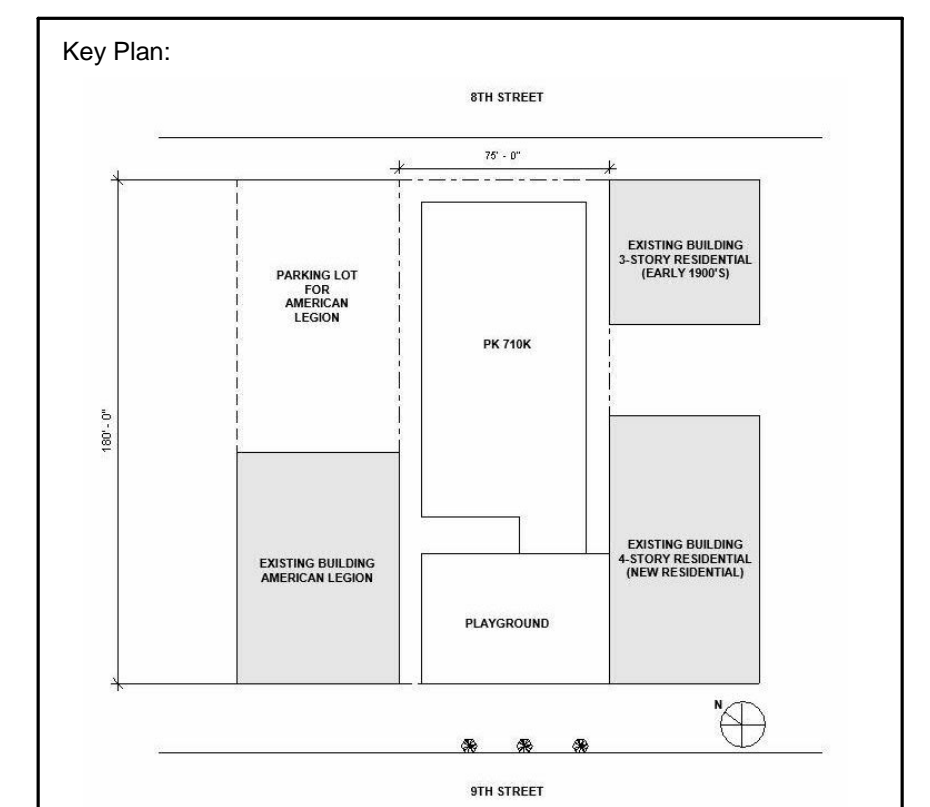 Key Plan:
8TH STREET
75' - 0"
EXISTING BUILDING
3-STORY RESIDENTIAL
(EARLY 1900'S)
PARKING LOT
FOR
AMERICAN
LEGION
PK 710K
180' - 0"
EXISTING BUILDING
AMERICAN LEGION
EXISTING BUILDING
4-STORY RESIDENTIAL
(NEW RESIDENTIAL)
PLAYGROUND
N
9TH STREET